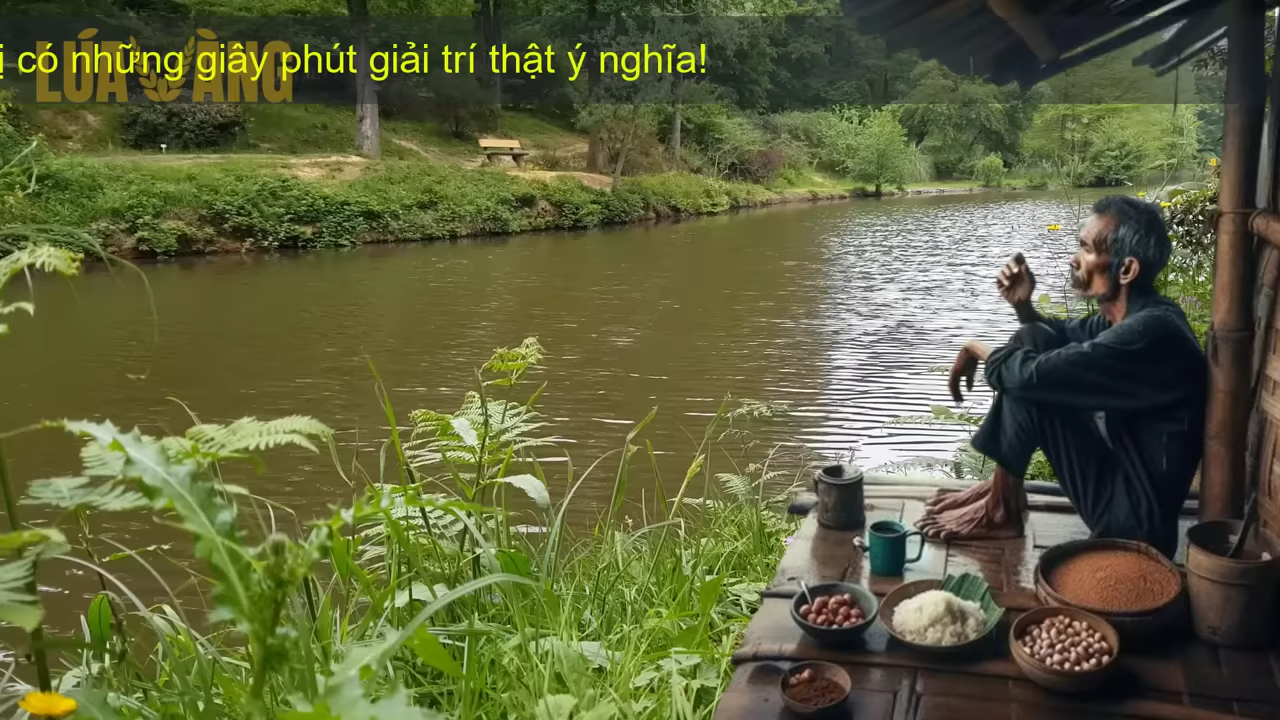 ị có những giây phút giải trí thật ý nghĩa!
LÚA VÀNG